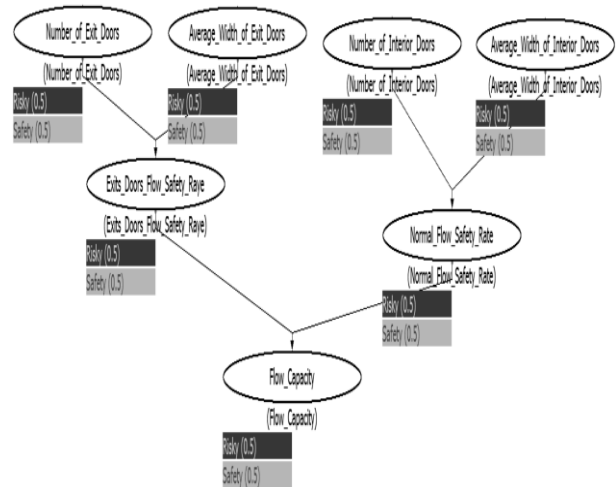 Number_of_Exit_Doors
(Number_of_Exit_Doors)
Risky (0.5)
Safety (0.5)
Average_Width_of_Exit_Doors
(Average_Width_of_Exit_Doors)
Risky (0.5)
Safety (0.5)
Number_of_Interior_Doors
(Number_of_Interior_Doors)
Risky (0.5)
Safety (0.5)
Average_Width_of_Interior_Doors
(Average_Width_of_Interior_Doors)
Risky (0.5)
Safety (0.5)
Exits_Doors_Flow_Safety_Raye
(Exits_Doors_Flow_Safety_Raye)
Risky (0.5)
Safety (0.5)
Normal_Flow_Safety_Rate
(Normal_Flow_Safety_Rate)
Risky (0.5)
Safety (0.5)
Flow_Capacity
(Flow_Capacity)
Risky (0.5)
Safety (0.5)